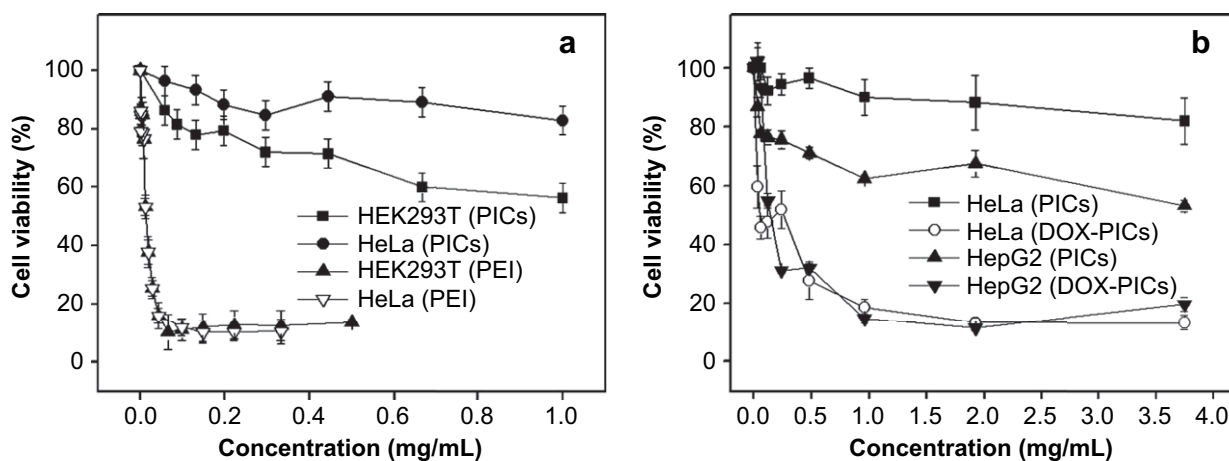 a
100
80
60
40
20
0
Cell viability (%)
HEK293T (PICs)
HeLa (PICs)
HEK293T (PEI)
HeLa (PEI)
0.0 0.2 0.4 0.6 0.8 1.0
Concentration (mg/mL)
b
100
80
60
40
20
0
Cell viability (%)
HeLa (PICs)
HeLa (DOX-PICs)
HepG2 (PICs)
HepG2 (DOX-PICs)
0.0 0.5 1.0 1.5 2.0 2.5 3.0 3.5 4.0
Concentration (mg/mL)